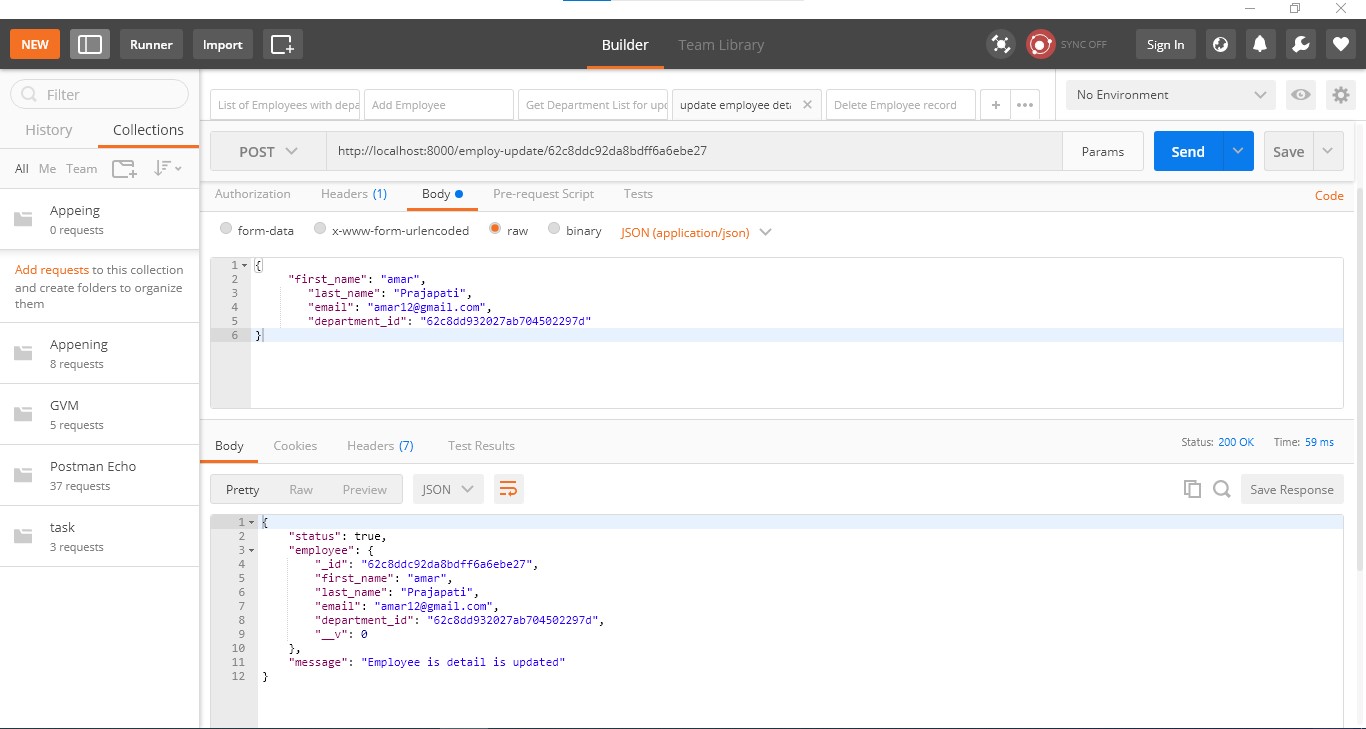 NEW Runner Import Builder Team Library SYNC OFF Sign In
Filter
History Collections
All Me Team
Appeing
0 requests
Add requests to this collection
and create folders to organize
them
Appening
8 requests
GVM
5 requests
Postman Echo
37 requests
task
3 requests
List of Employees with depa Add Employee Get Department List for upd update employee deta Delete Employee record + ••• No Environment
POST http://localhost:8000/employ-update/62c8ddc92da8bdff6a6ebe27 Params Send Save
Authorization Headers (1) Body Pre-request Script Tests Code
form-data x-www-form-urlencoded raw binary JSON (application/json)
1 {
2 "first_name": "amar",
3 "last_name": "Prajapati",
4 "email": "amar12@gmail.com",
5 "department_id": "62c8dd932027ab704502297d"
6 }
Body Cookies Headers (7) Test Results Status: 200 OK Time: 59 ms
Pretty Raw Preview JSON Save Response
1 {
2 "status": true,
3 "employee": {
4 "_id": "62c8ddc92da8bdff6a6ebe27",
5 "first_name": "amar",
6 "last_name": "Prajapati",
7 "email": "amar12@gmail.com",
8 "department_id": "62c8dd932027ab704502297d",
9 "__v": 0
10 },
11 "message": "Employee is detail is updated"
12 }